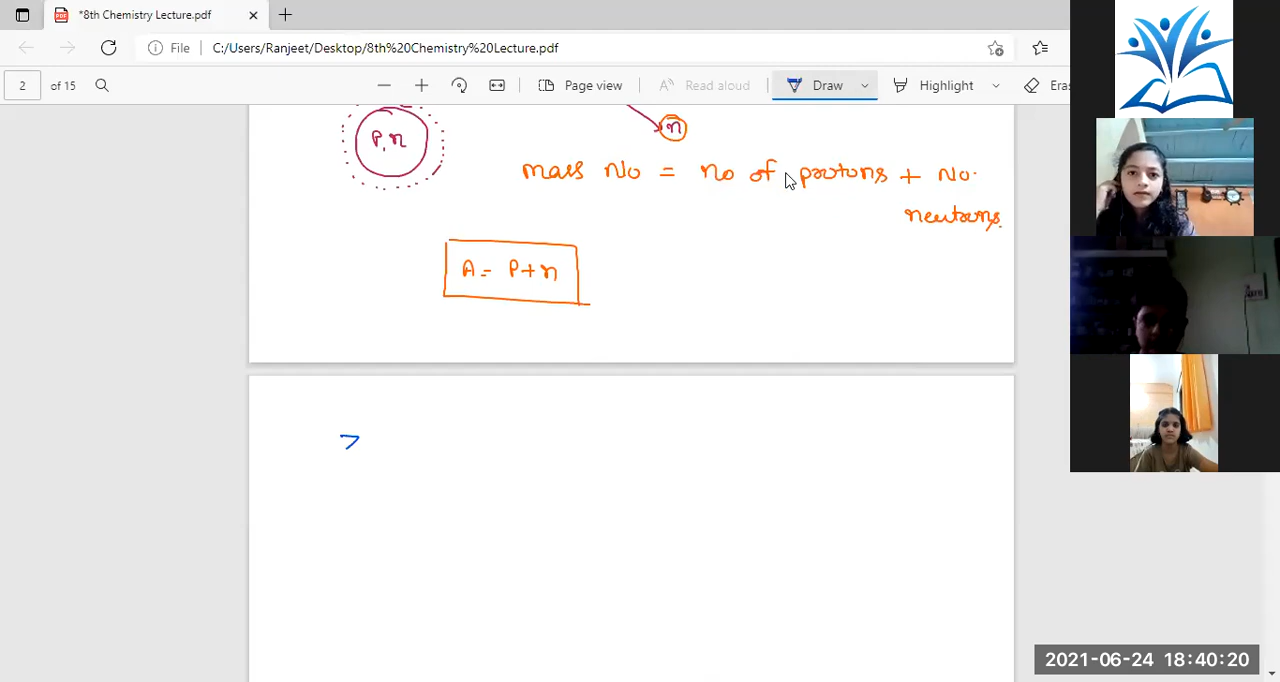 *8th Chemistry Lecture.pdf
File C:/Users/Ranjeet/Desktop/8th%20Chemistry%20Lecture.pdf
2 of 15 Page view Read aloud Draw Highlight Eras
P, n
n
mass No = no of protons + No.
neutrons.
A = P+n
2021-06-24 18:40:20